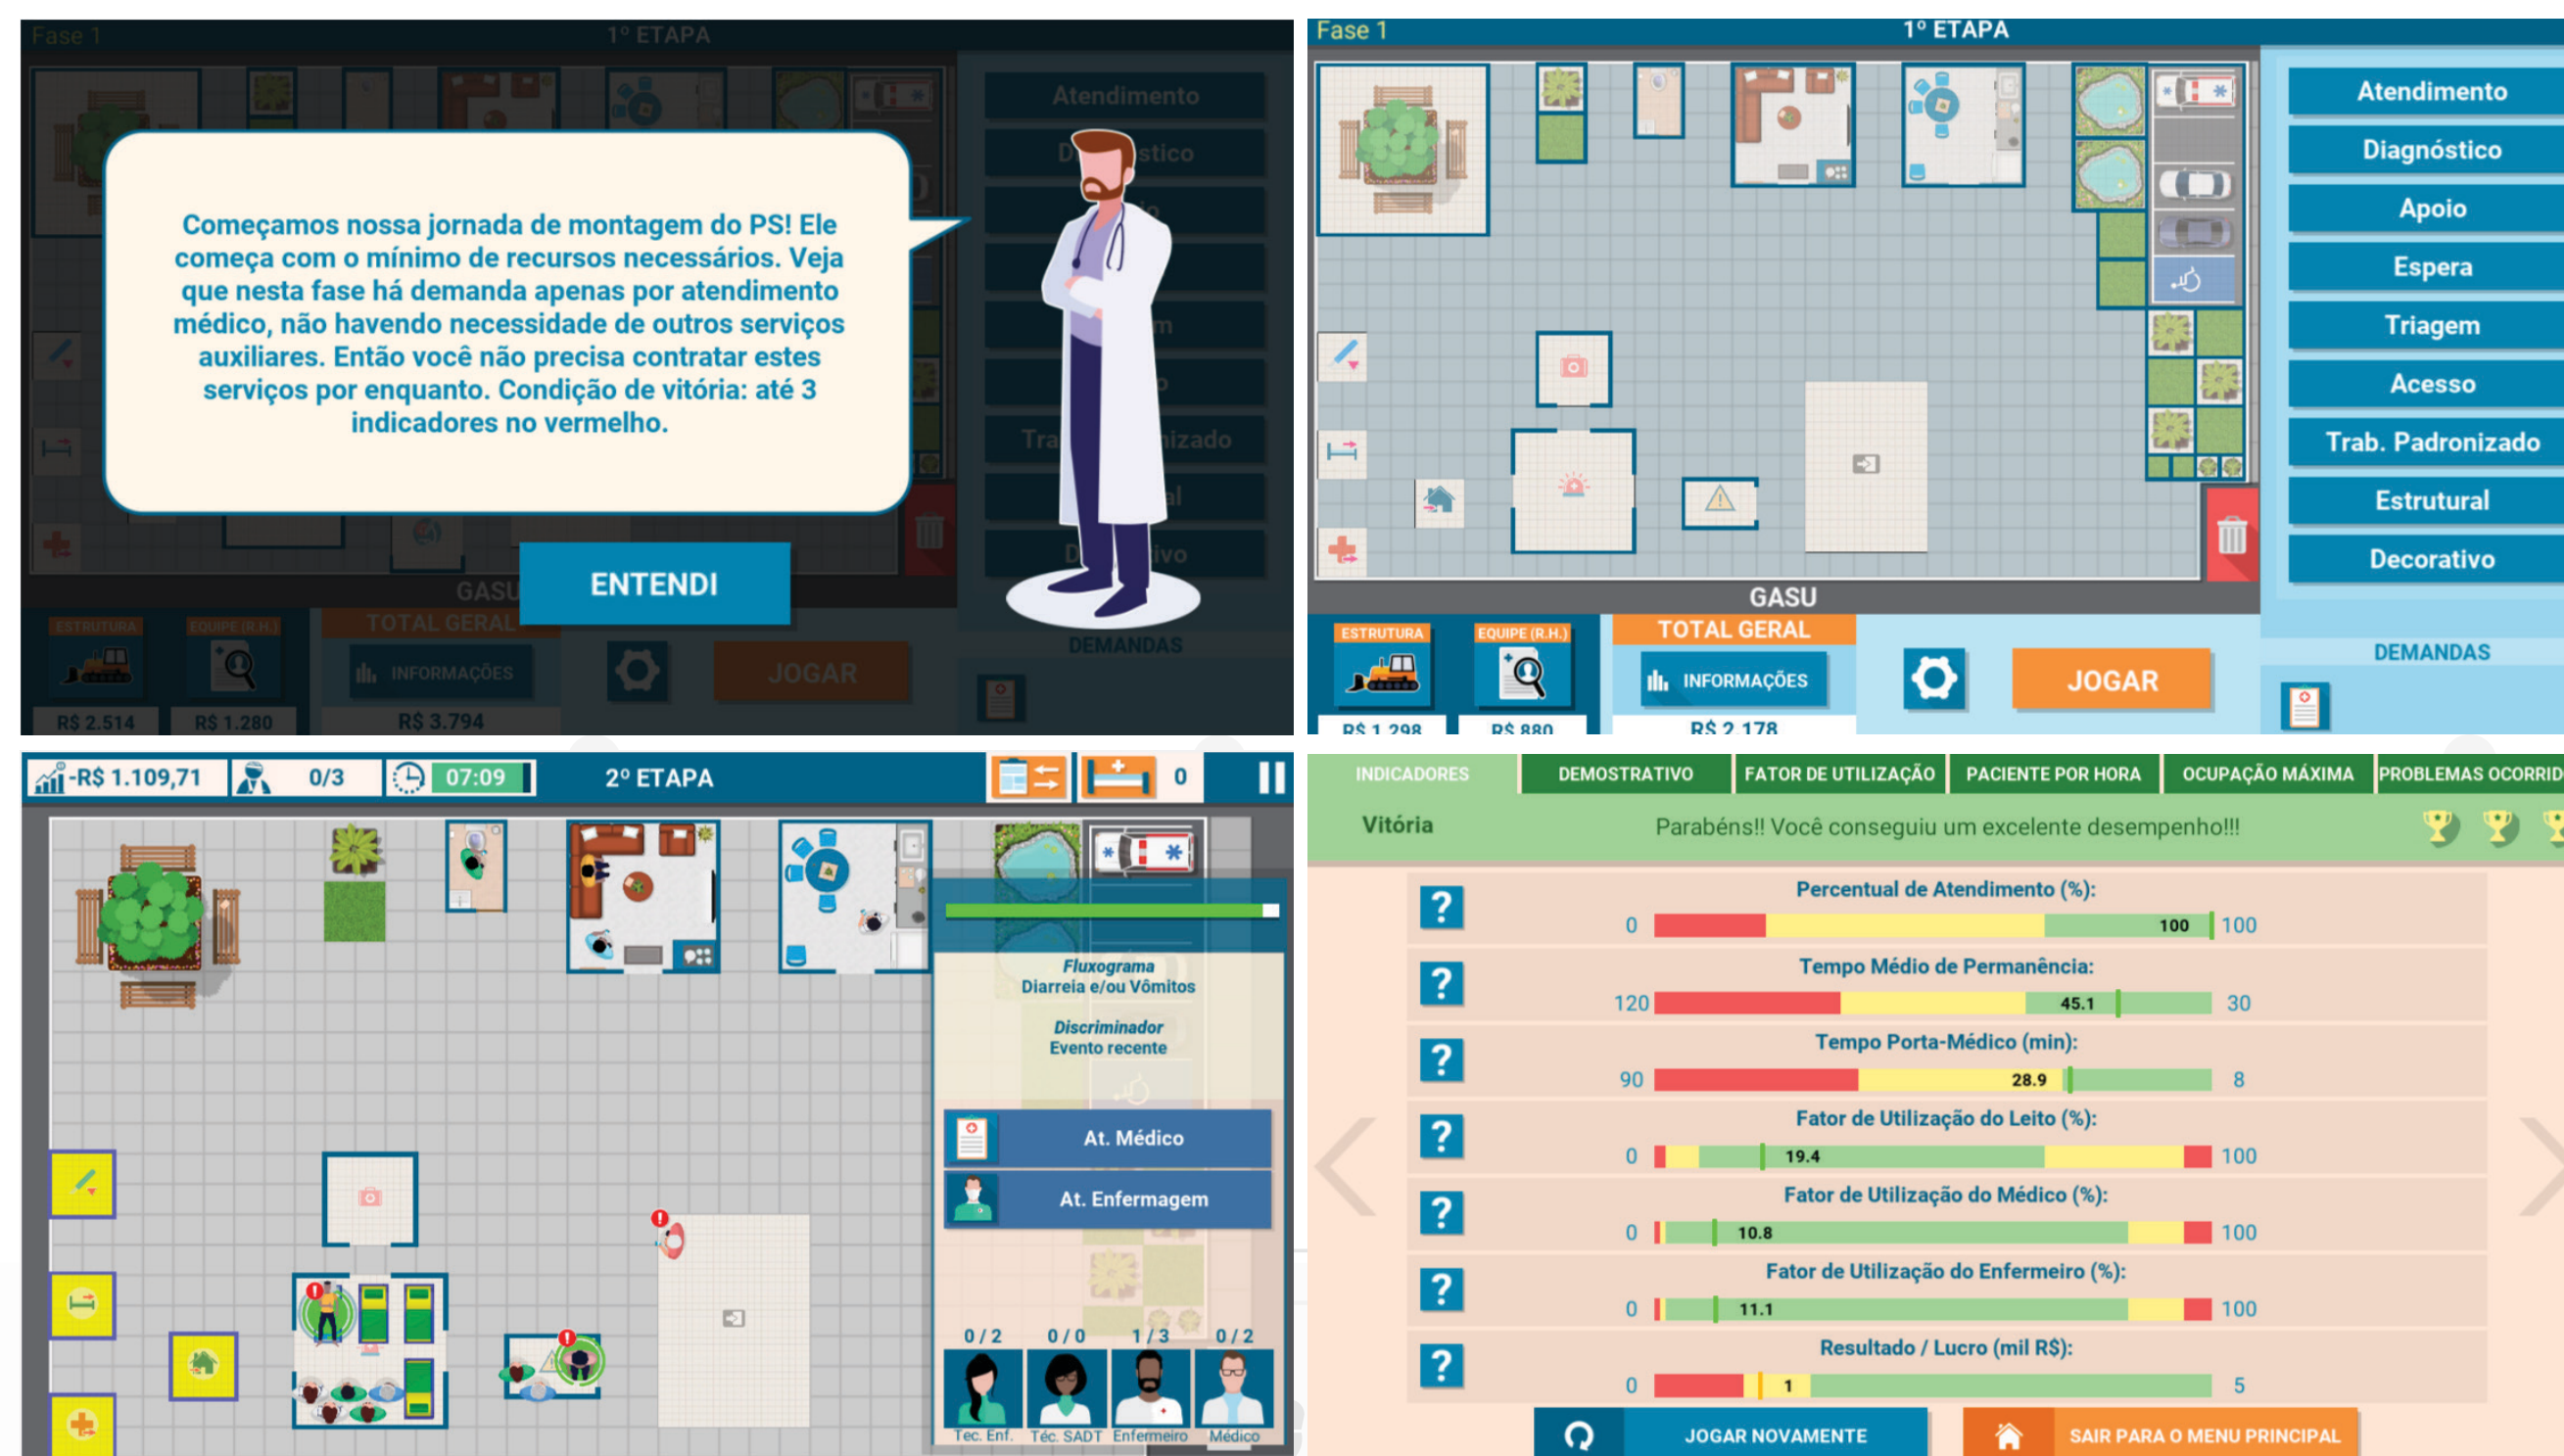 Fase 1
1º ETAPA
Atendimento
Começamos nossa jornada de montagem do PS! Ele
começa com o mínimo de recursos necessários. Veja
que nesta fase há demanda apenas por atendimento
médico, não havendo necessidade de outros serviços
auxiliares. Então você não precisa contratar estes
serviços por enquanto. Condição de vitória: até 3
indicadores no vermelho.
ENTENDI
GASU
ESTRUTURA
EQUIPE (R.H.)
TOTAL GERAL
INFORMAÇÕES
JOGAR
DEMANDAS
R$ 2.514
R$ 1.280
R$ 3.794
Fase 1
1º ETAPA
Atendimento
Diagnóstico
Apoio
Espera
Triagem
Acesso
Trab. Padronizado
Estrutural
Decorativo
GASU
ESTRUTURA
EQUIPE (R.H.)
TOTAL GERAL
INFORMAÇÕES
JOGAR
DEMANDAS
R$ 1.298
R$ 880
R$ 2.178
-R$ 1.109,71
0/3
07:09
2º ETAPA
0
Fluxograma
Diarreia e/ou Vômitos
Discriminador
Evento recente
At. Médico
At. Enfermagem
0 / 2 0 / 0 1 / 3 0 / 2
Tec. Enf. Téc. SADT Enfermeiro Médico
INDICADORES DEMOSTRATIVO FATOR DE UTILIZAÇÃO PACIENTE POR HORA OCUPAÇÃO MÁXIMA PROBLEMAS OCORRID
Vitória Parabéns!! Você conseguiu um excelente desempenho!!!
Percentual de Atendimento (%):
? 0 100 100
Tempo Médio de Permanência:
? 120 45.1 30
Tempo Porta-Médico (min):
? 90 28.9 8
Fator de Utilização do Leito (%):
? 0 19.4 100
Fator de Utilização do Médico (%):
? 0 10.8 100
Fator de Utilização do Enfermeiro (%):
? 0 11.1 100
Resultado / Lucro (mil R$):
? 0 1 5
JOGAR NOVAMENTE SAIR PARA O MENU PRINCIPAL